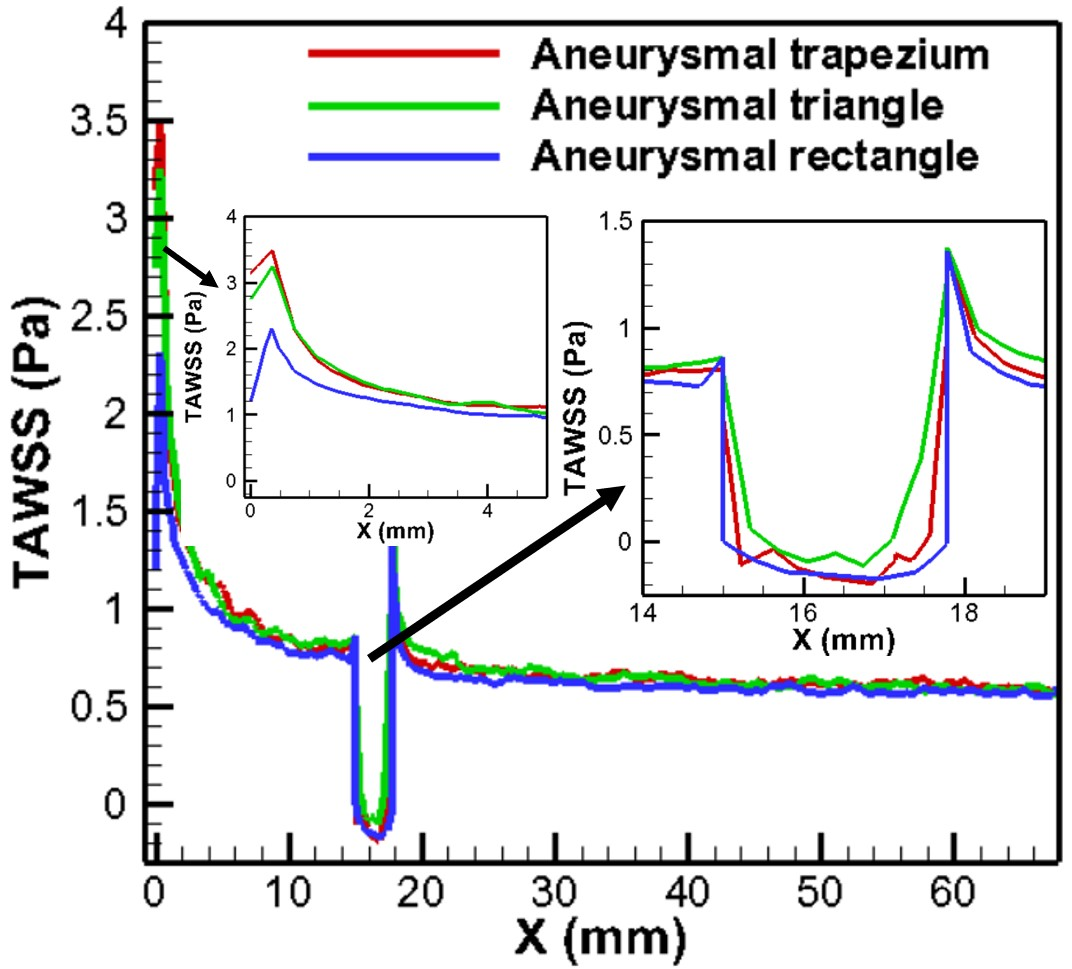 Aneurysmal trapezium
Aneurysmal triangle
Aneurysmal rectangle
TAWSS (Pa)
4
3.5
3
2.5
2
1.5
1
0.5
0
0 10 20 30 40 50 60
X (mm)
TAWSS (Pa)
4
3
2
1
0
0 2 4
X (mm)
TAWSS (Pa)
1.5
1
0.5
0
14 16 18
X (mm)